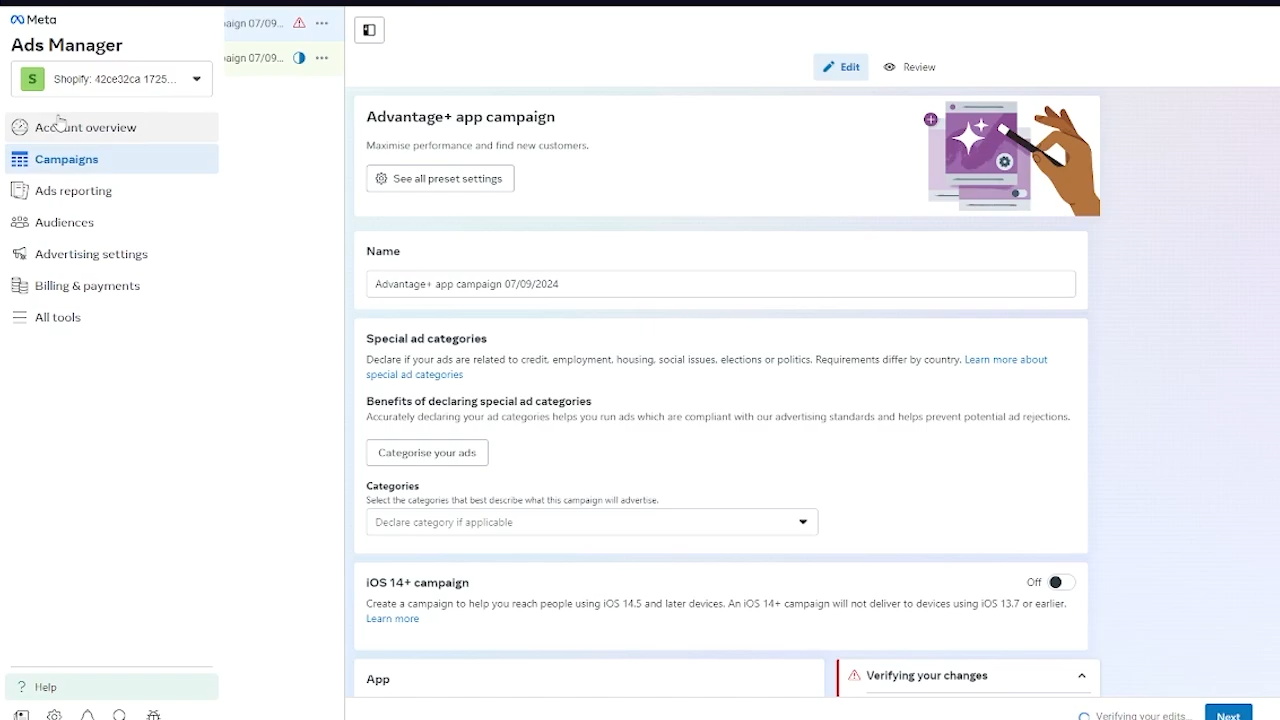 Meta
Ads Manager
S Shopify: 42ce32ca 1725...
Account overview
Campaigns
Ads reporting
Audiences
Advertising settings
Billing & payments
All tools
Help
aign 07/09...
aign 07/09...
Edit
Review
Advantage+ app campaign
Maximise performance and find new customers.
See all preset settings
Name
Advantage+ app campaign 07/09/2024
Special ad categories
Declare if your ads are related to credit, employment, housing, social issues, elections or politics. Requirements differ by country. Learn more about
special ad categories
Benefits of declaring special ad categories
Accurately declaring your ad categories helps you run ads which are compliant with our advertising standards and helps prevent potential ad rejections.
Categorise your ads
Categories
Select the categories that best describe what this campaign will advertise.
Declare category if applicable
iOS 14+ campaign
Off
Create a campaign to help you reach people using iOS 14.5 and later devices. An iOS 14+ campaign will not deliver to devices using iOS 13.7 or earlier.
Learn more
App
Verifying your changes
Verifying your edits...
Next